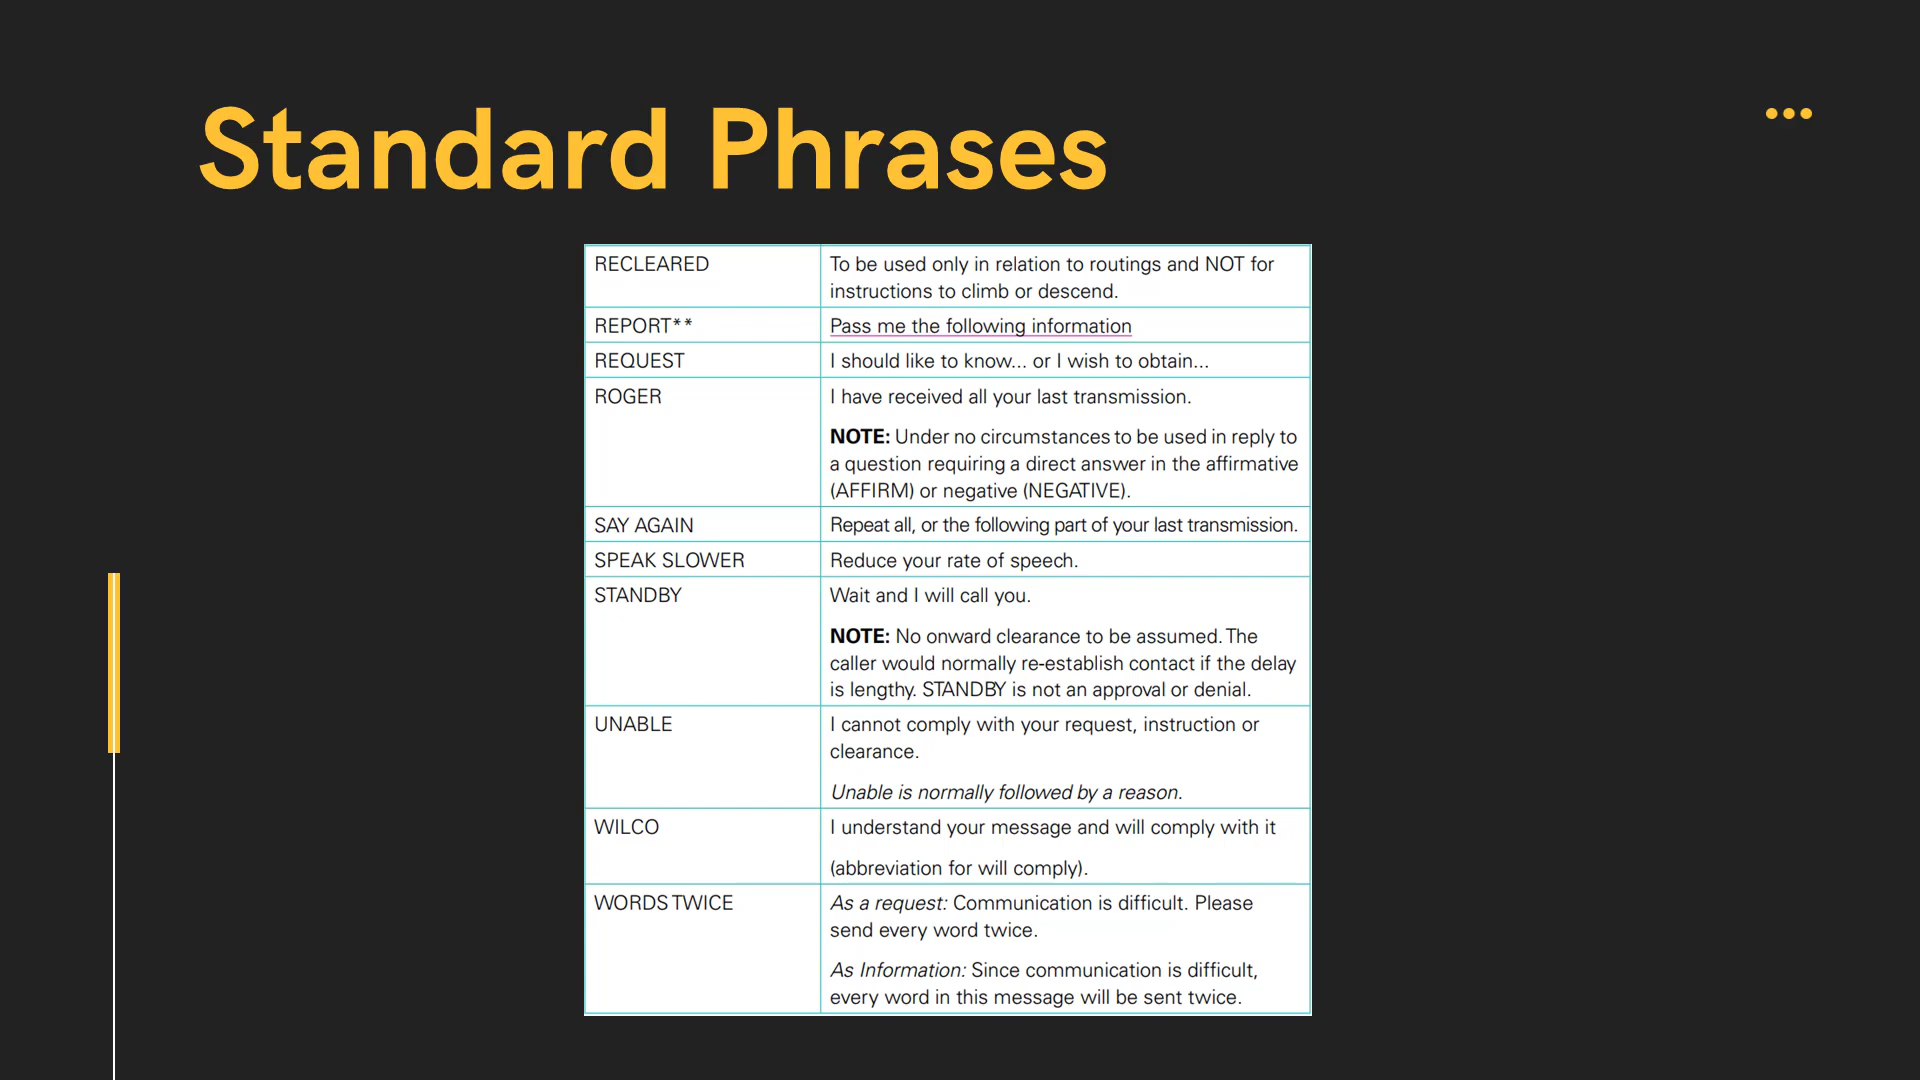 Standard Phrases
RECLEARED
To be used only in relation to routings and NOT for
instructions to climb or descend.
REPORT**
Pass me the following information
REQUEST
I should like to know... or I wish to obtain...
ROGER
I have received all your last transmission.
NOTE: Under no circumstances to be used in reply to
a question requiring a direct answer in the affirmative
(AFFIRM) or negative (NEGATIVE).
SAY AGAIN
Repeat all, or the following part of your last transmission.
SPEAK SLOWER
Reduce your rate of speech.
STANDBY
Wait and I will call you.
NOTE: No onward clearance to be assumed. The
caller would normally re-establish contact if the delay
is lengthy. STANDBY is not an approval or denial.
UNABLE
I cannot comply with your request, instruction or
clearance.
Unable is normally followed by a reason.
WILCO
I understand your message and will comply with it
(abbreviation for will comply).
WORDS TWICE
As a request: Communication is difficult. Please
send every word twice.
As Information: Since communication is difficult,
every word in this message will be sent twice.